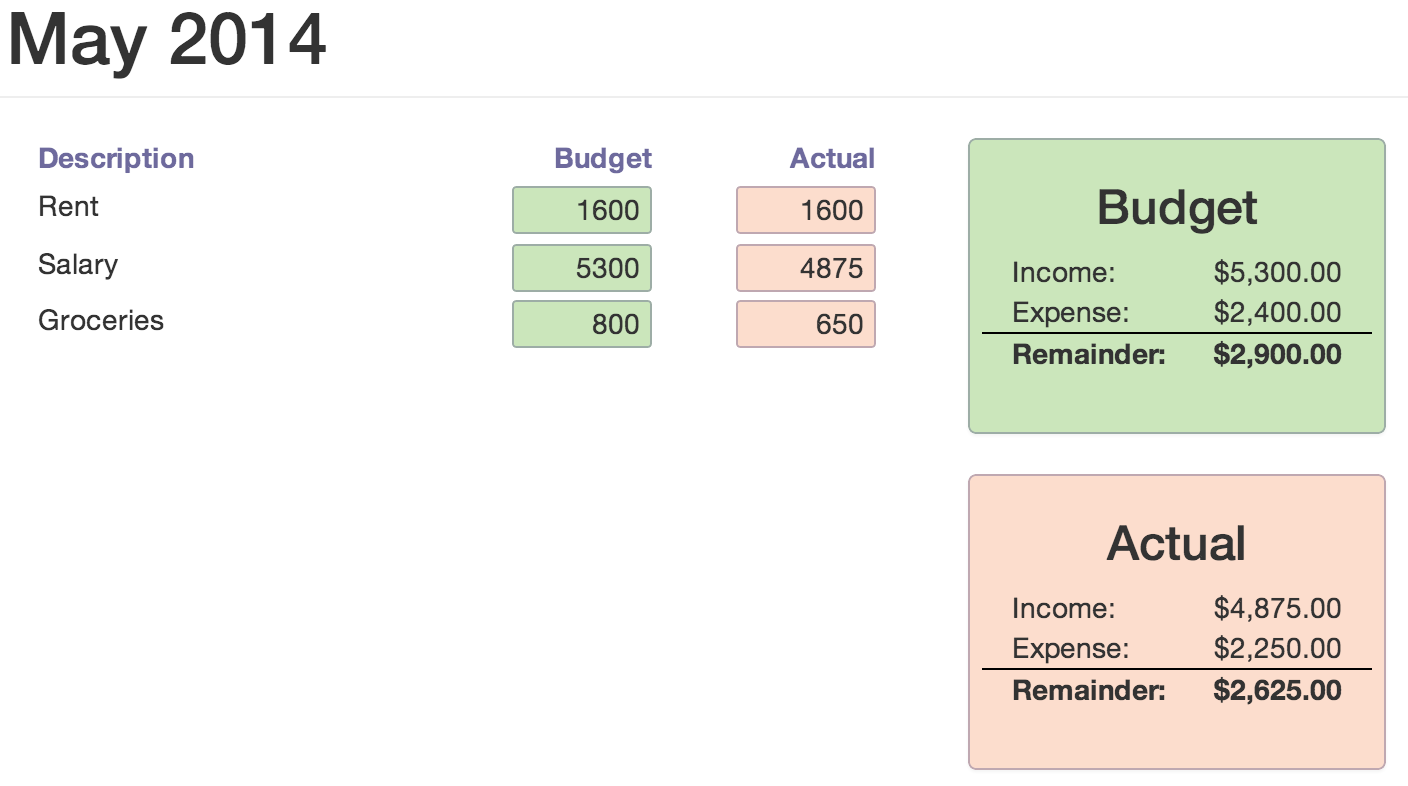 May 2014
Description Budget Actual
Rent 1600 1600
Salary 5300 4875
Groceries 800 650
Budget
Income: $5,300.00
Expense: $2,400.00
Remainder: $2,900.00
Actual
Income: $4,875.00
Expense: $2,250.00
Remainder: $2,625.00